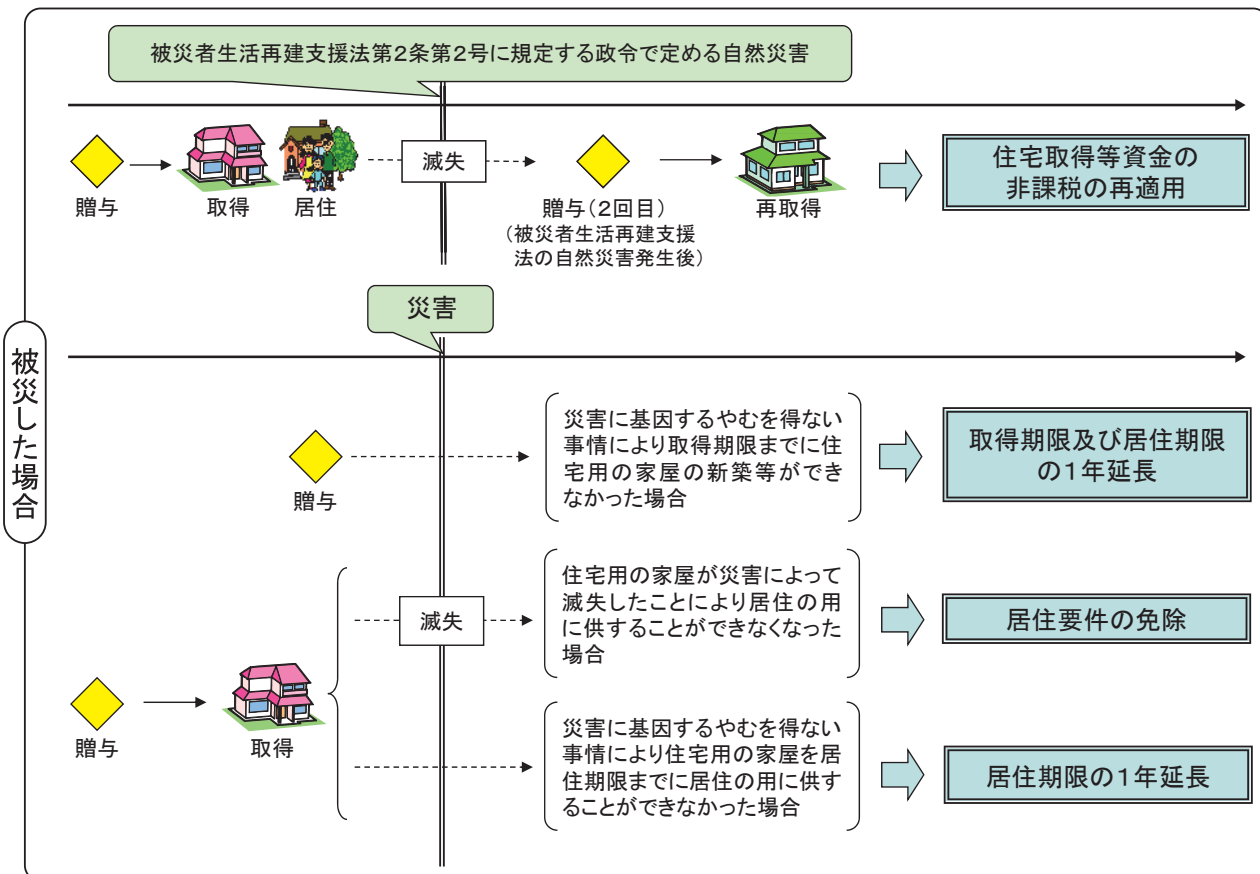 被災した場合
被災者生活再建支援法第2条第2号に規定する政令で定める自然災害
贈与
取得
居住
滅失
贈与(2回目)
(被災者生活再建支援
法の自然災害発生後)
再取得
住宅取得等資金の
非課税の再適用
災害
贈与
災害に基因するやむを得ない
事情により取得期限までに住
宅用の家屋の新築等ができ
なかった場合
取得期限及び居住期限
の1年延長
贈与
取得
滅失
住宅用の家屋が災害によって
滅失したことにより居住の用
に供することができなくなった
場合
居住要件の免除
災害に基因するやむを得ない
事情により住宅用の家屋を居
住期限までに居住の用に供す
ることができなかった場合
居住期限の1年延長